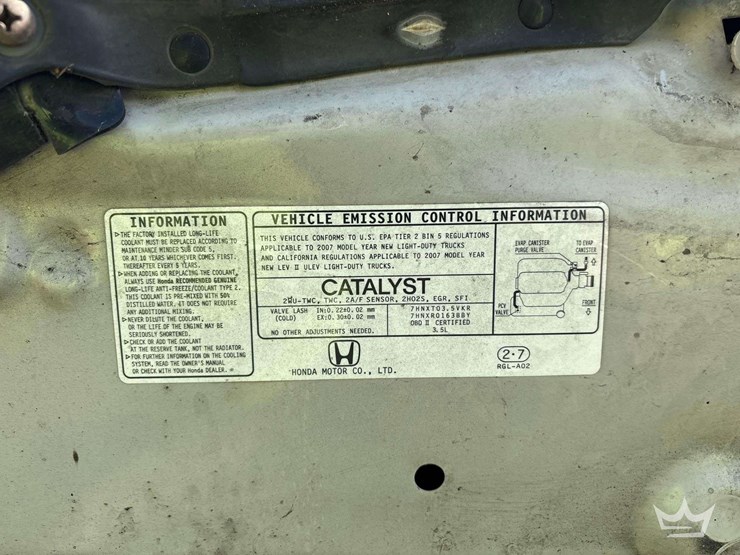 INFORMATION
▷THE FACTORY INSTALLED LONG-LIFE
COOLANT MUST BE REPLACED ACCORDING TO
MAINTENANCE MINDER SUB CODE 5,
OR AT 10 YEARS WHICHEVER COMES FIRST,
THEREAFTER EVERY 5 YEARS.
▷WHEN ADDING OR REPLACING THE COOLANT,
ALWAYS USE Honda RECOMMENDED GENUINE
LONG-LIFE ANTI-FREEZE/COOLANT TYPE 2.
THIS COOLANT IS PRE-MIXED WITH 50%
DISTILLED WATER. IT DOES NOT REQUIRE
ANY ADDITIONAL MIXING.
▷NEVER DILUTE THE COOLANT,
OR THE LIFE OF THE ENGINE MAY BE
SERIOUSLY SHORTENED.
▷CHECK OR ADD THE COOLANT
AT THE RESERVE TANK, NOT THE RADIATOR.
▷FOR FURTHER INFORMATION ON THE COOLING
SYSTEM, READ THE OWNER'S MANUAL
OR CHECK WITH YOUR Honda DEALER.
VEHICLE EMISSION CONTROL INFORMATION
THIS VEHICLE CONFORMS TO U.S. EPA TIER 2 BIN 5 REGULATIONS
APPLICABLE TO 2007 MODEL YEAR NEW LIGHT-DUTY TRUCKS
AND CALIFORNIA REGULATIONS APPLICABLE TO 2007 MODEL YEAR
NEW LEV II ULEV LIGHT-DUTY TRUCKS.
CATALYST
2WU-TWC, TWC, 2A/F SENSOR, 2HO2S, EGR, SFI
VALVE LASH IN:0.22±0.02 mm
(COLD) EX:0.30±0.02 mm
NO OTHER ADJUSTMENTS NEEDED.
7HNXT03.5VKR
7HNXR0163BBY
OBD II CERTIFIED
3.5L
EVAP CANISTER
PURGE VALVE
TO EVAP
CANISTER
PCV
VALVE
FRONT
HONDA MOTOR CO., LTD.
2·7
RGL-A02